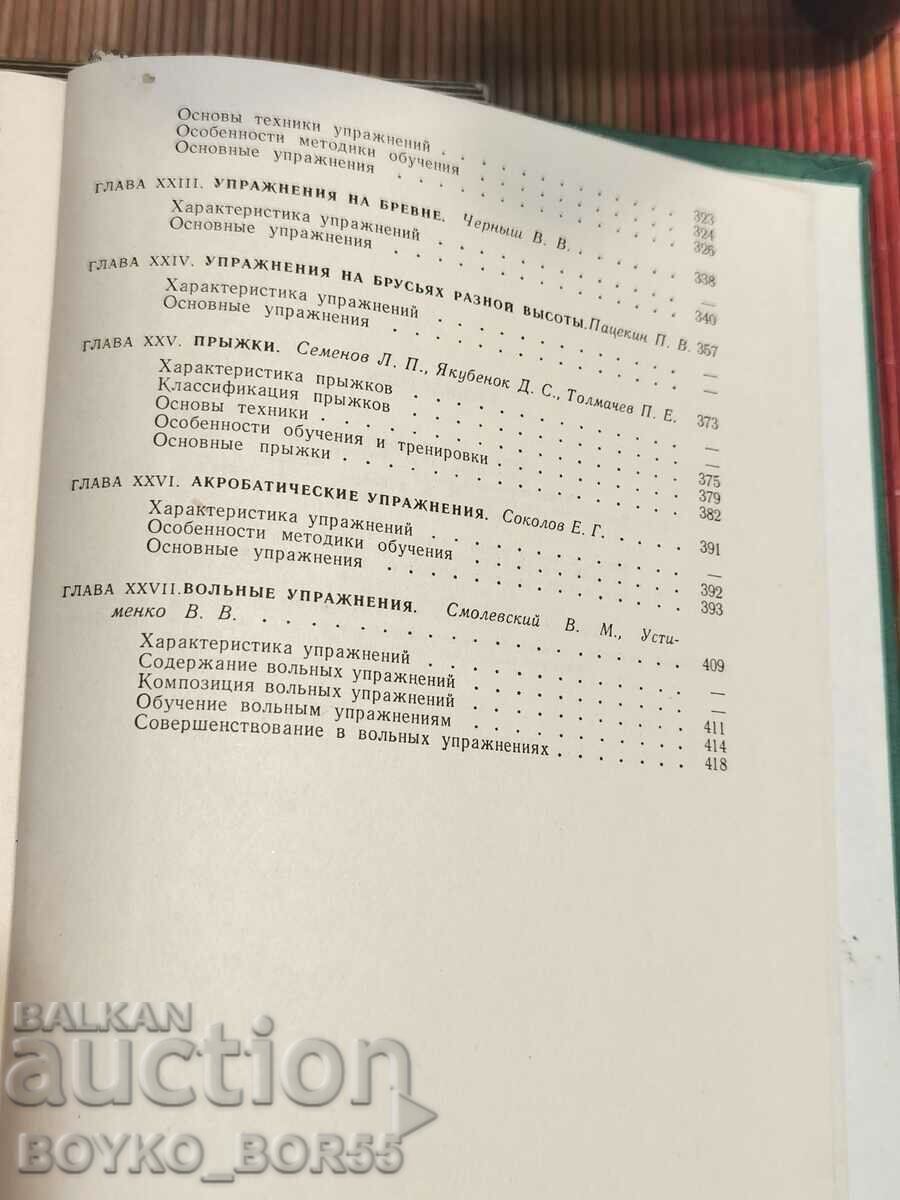 Основы техники упражнений . . . . . . . . . 323
Особенности методики обучения . . . . . . . . 324
Основные упражнения . . . . . . . . . . 326
ГЛАВА XXIII. УПРАЖНЕНИЯ НА БРЕВНЕ. Черныш В. В. . . . . . 338
Характеристика упражнений . . . . . . . . . —
Основные упражнения . . . . . . . . . . 340
ГЛАВА XXIV. УПРАЖНЕНИЯ НА БРУСЬЯХ РАЗНОЙ ВЫСОТЫ. Пацекин П. В. 357
Характеристика упражнений . . . . . . . . . —
Основные упражнения . . . . . . . . . . —
ГЛАВА XXV. ПРЫЖКИ. Семенов Л. П., Якубенок Д. С., Толмачев П. Е. 373
Характеристика прыжков . . . . . . . . . . —
Классификация прыжков . . . . . . . . . . —
Основы техники . . . . . . . . . . . . 375
Особенности обучения и тренировки . . . . . . . 379
Основные прыжки . . . . . . . . . . . 382
ГЛАВА XXVI. АКРОБАТИЧЕСКИЕ УПРАЖНЕНИЯ. Соколов Е. Г. . . . . 391
Характеристика упражнений . . . . . . . . . —
Особенности методики обучения . . . . . . . . 392
Основные упражнения . . . . . . . . . . 393
ГЛАВА XXVII. ВОЛЬНЫЕ УПРАЖНЕНИЯ. Смолевский В. М., Усти-
менко В. В. . . . . . . . . . . . . . 409
Характеристика упражнений . . . . . . . . . —
Содержание вольных упражнений . . . . . . . . —
Композиция вольных упражнений . . . . . . . . 411
Обучение вольным упражнениям . . . . . . . . 414
Совершенствование в вольных упражнениях . . . . . . 418
BALKAN
auction
BOYKO_BOR55